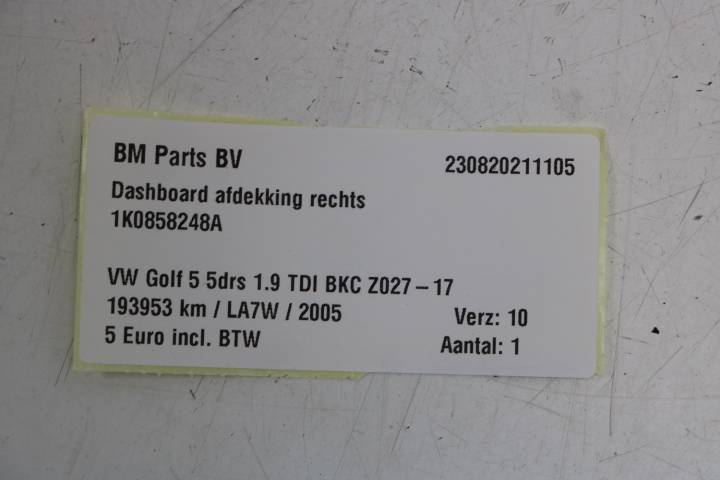 BM Parts BV 230820211105
Dashboard afdekking rechts
1K0858248A
VW Golf 5 5drs 1.9 TDI BKC Z027-17
193953 km / LA7W / 2005 Verz: 10
5 Euro incl. BTW Aantal: 1